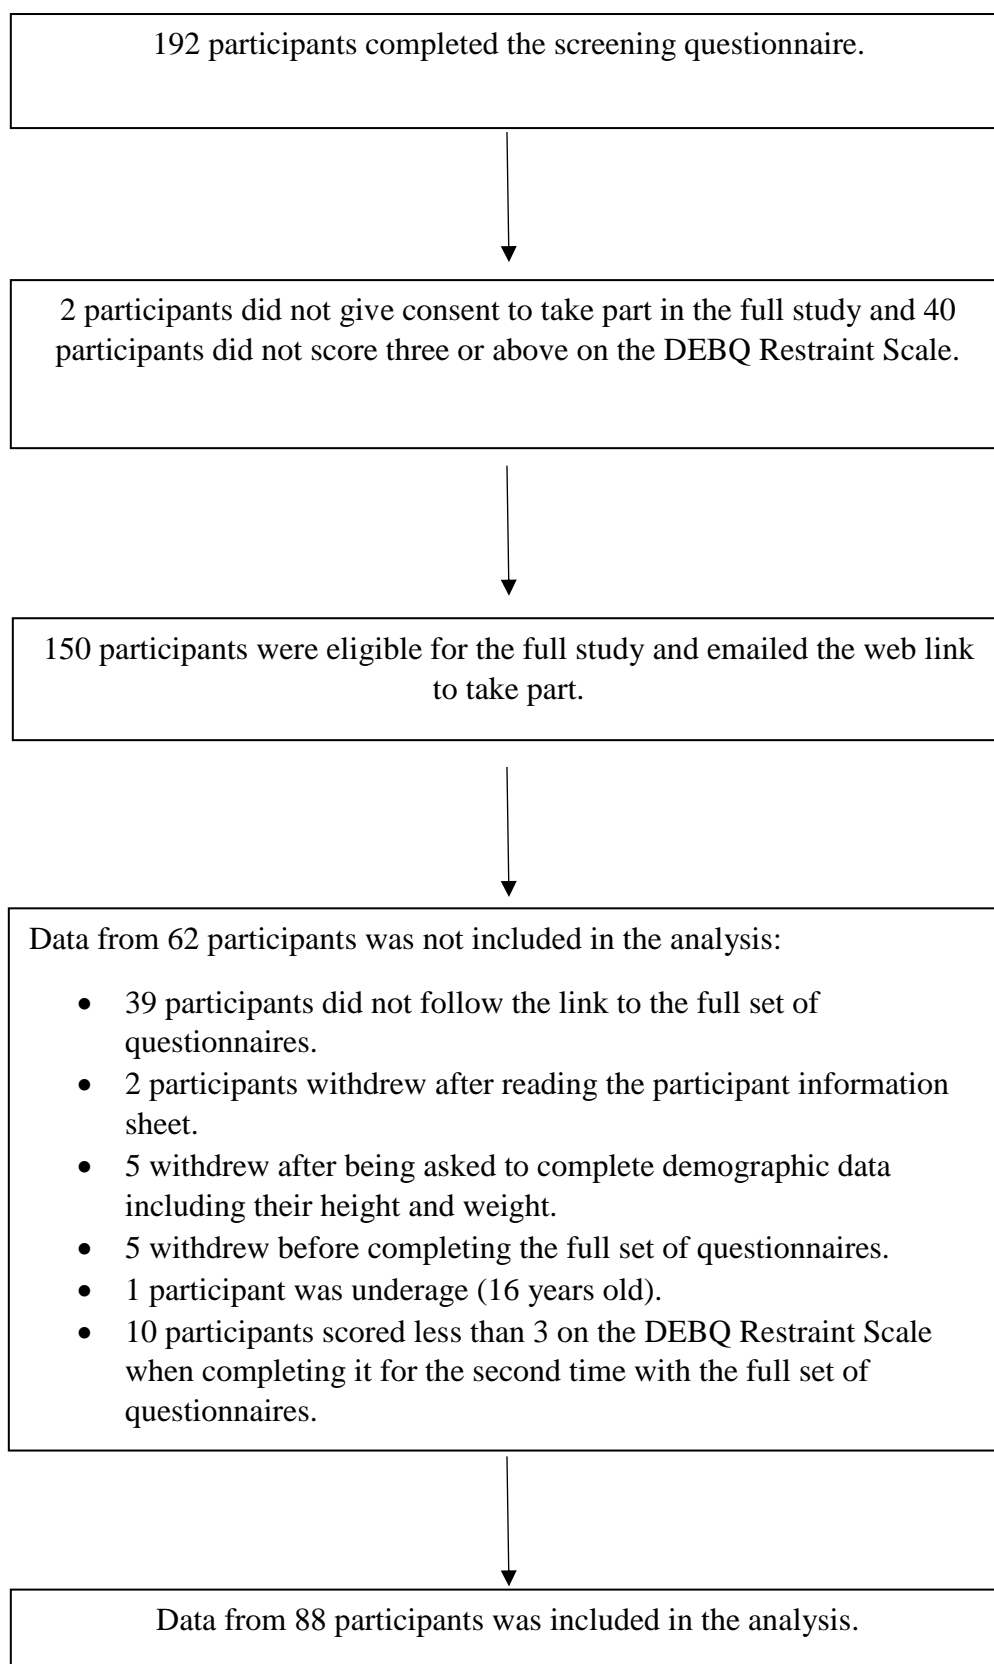 192 participants completed the screening questionnaire.
2 participants did not give consent to take part in the full study and 40
participants did not score three or above on the DEBQ Restraint Scale.
150 participants were eligible for the full study and emailed the web link
to take part.
Data from 62 participants was not included in the analysis:
• 39 participants did not follow the link to the full set of
questionnaires.
• 2 participants withdrew after reading the participant information
sheet.
• 5 withdrew after being asked to complete demographic data
including their height and weight.
• 5 withdrew before completing the full set of questionnaires.
• 1 participant was underage (16 years old).
• 10 participants scored less than 3 on the DEBQ Restraint Scale
when completing it for the second time with the full set of
questionnaires.
Data from 88 participants was included in the analysis.